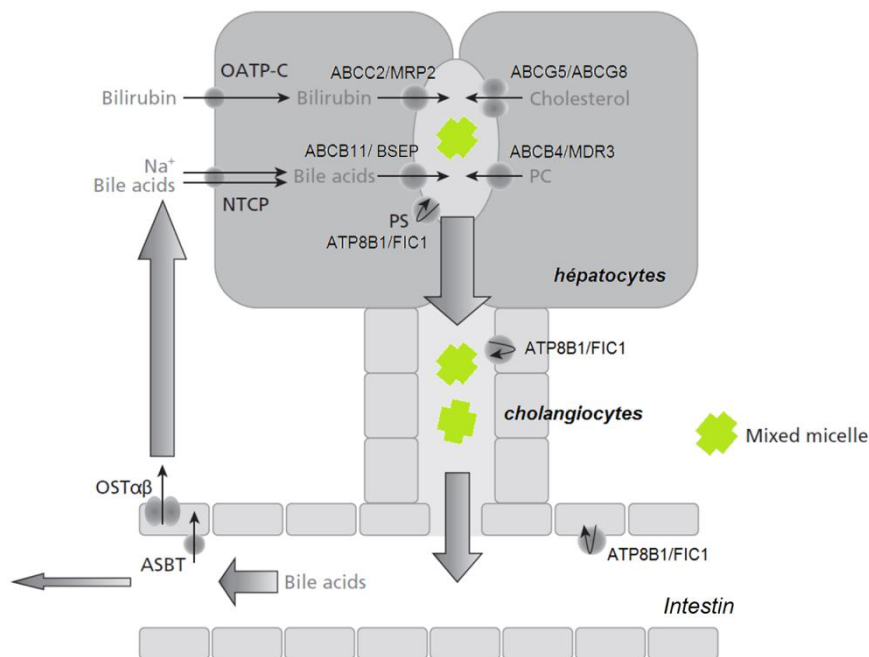 OATP-C
ABCC2/MRP2
ABCG5/ABCG8
Bilirubin
Bilirubin
Cholesterol
ABCB11/ BSEP
ABCB4/MDR3
Na⁺
Bile acids
Bile acids
PC
NTCP
PS
ATP8B1/FIC1
hépatocytes
ATP8B1/FIC1
cholangiocytes
Mixed micelle
OSTαβ
ASBT
ATP8B1/FIC1
Bile acids
Intestin